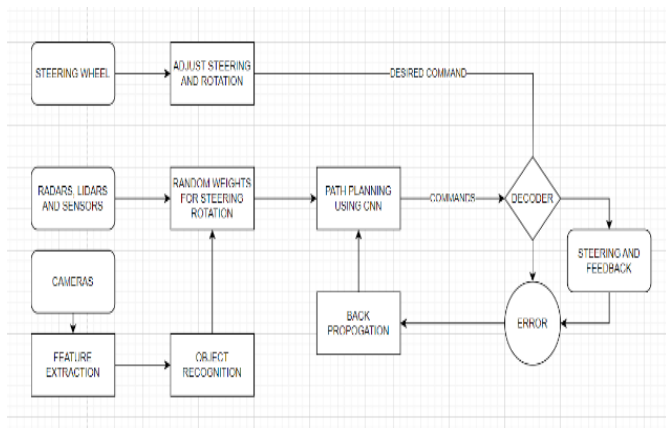 STEERING WHEEL
ADJUST STEERING
AND ROTATION
DESIRED COMMAND
RADARS, LIDARS
AND SENSORS
RANDOM WEIGHTS
FOR STEERING
ROTATION
PATH PLANNING
USING CNN
COMMANDS
DECODER
STEERING AND
FEEDBACK
CAMERAS
BACK
PROPOGATION
ERROR
FEATURE
EXTRACTION
OBJECT
RECOGNITION